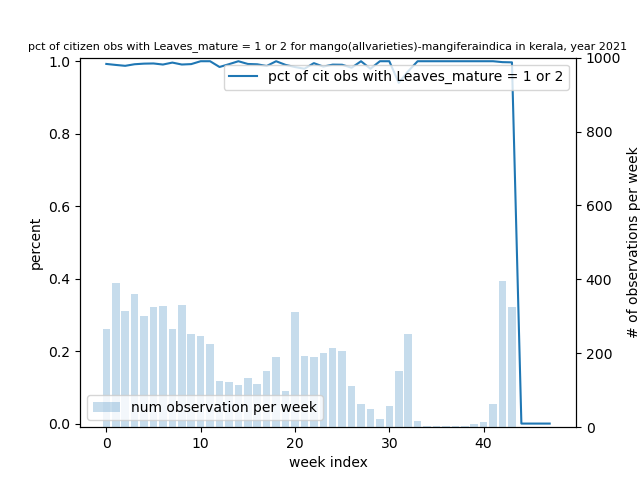 pct of citizen obs with Leaves_mature = 1 or 2 for mango(allvarieties)-mangiferaindica in kerala, year 2021
pct of cit obs with Leaves_mature = 1 or 2
num observation per week
percent
1.0
0.8
0.6
0.4
0.2
0.0
1000
800
600
400
200
0
# of observations per week
0 10 20 30 40
week index